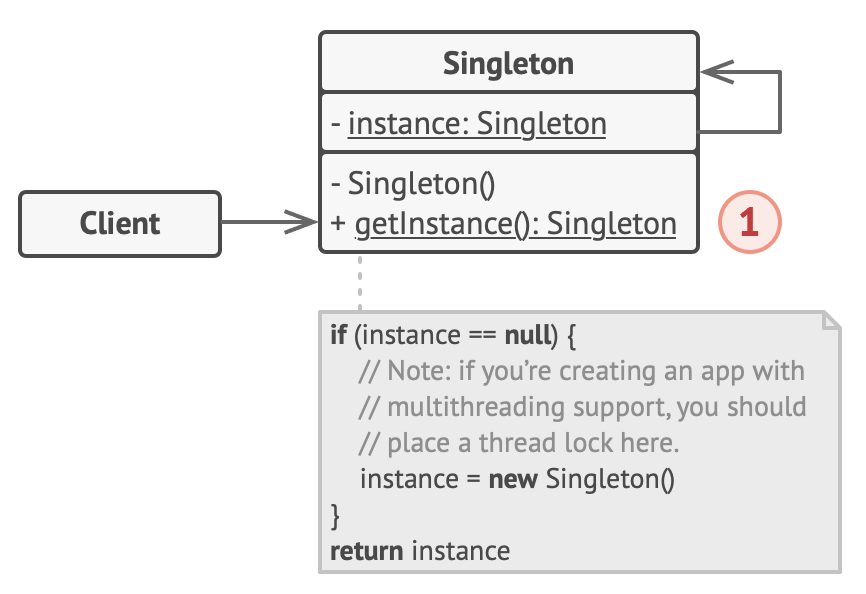 Singleton
- instance: Singleton
- Singleton()
+ getInstance(): Singleton
Client
1
if (instance == null) {
// Note: if you’re creating an app with
// multithreading support, you should
// place a thread lock here.
instance = new Singleton()
}
return instance